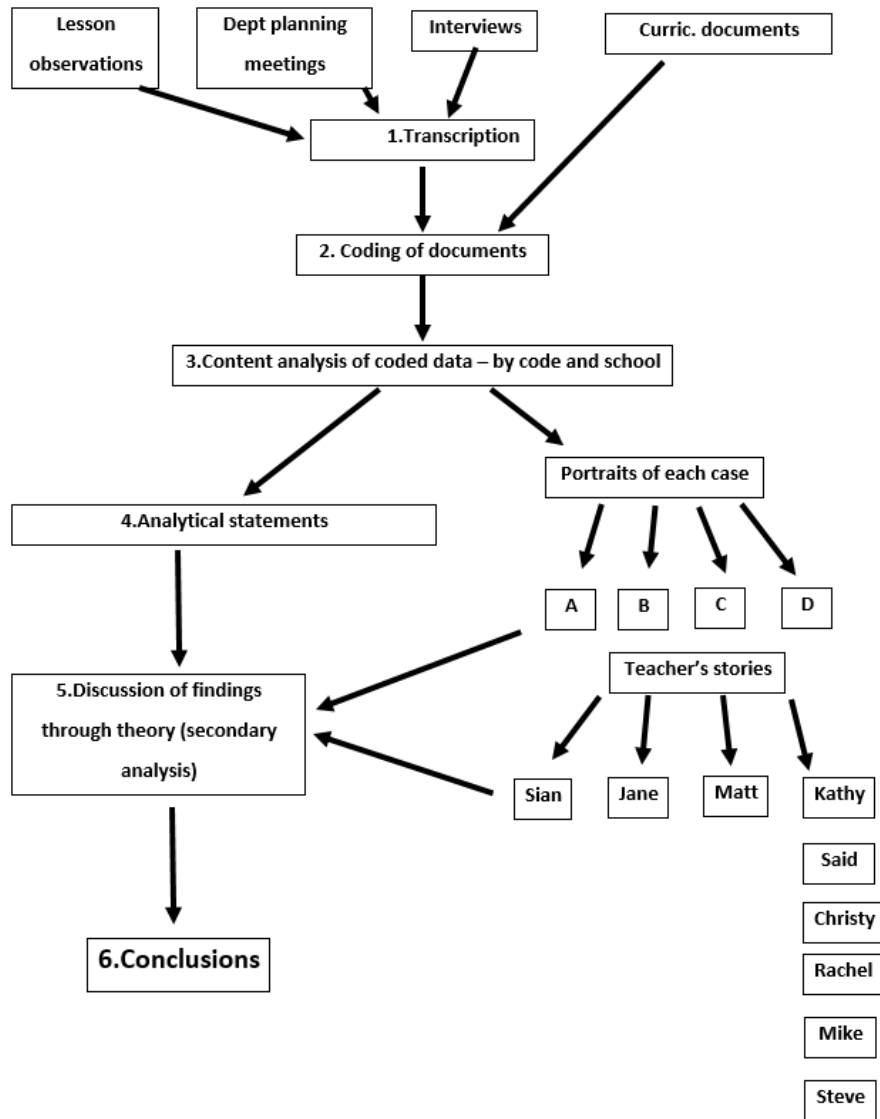 Lesson
observations
Dept planning
meetings
Interviews
Curric. documents
1.Transcription
2. Coding of documents
3.Content analysis of coded data – by code and school
Portraits of each case
4.Analytical statements
A
B
C
D
Teacher's stories
5.Discussion of findings
through theory (secondary
analysis)
Sian
Jane
Matt
Kathy
Said
Christy
Rachel
6.Conclusions
Mike
Steve